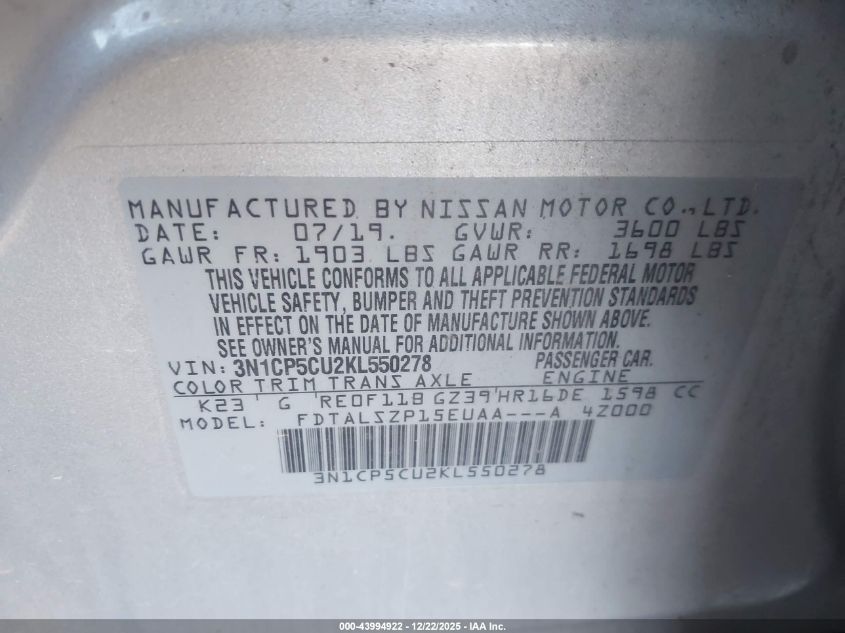 MANUFACTURED BY NISSAN MOTOR CO.,LTD.
DATE: 07/19. GVWR: 3600 LBS
GAWR FR: 1903 LBS GAWR RR: 1698 LBS
THIS VEHICLE CONFORMS TO ALL APPLICABLE FEDERAL MOTOR
VEHICLE SAFETY, BUMPER AND THEFT PREVENTION STANDARDS
IN EFFECT ON THE DATE OF MANUFACTURE SHOWN ABOVE.
SEE OWNER'S MANUAL FOR ADDITIONAL INFORMATION.
VIN: 3N1CP5CU2KL550278 PASSENGER CAR.
COLOR TRIM TRANS AXLE ENGINE
K23 ' G 'RE0F11B GZ39'HR16DE 1598 CC
MODEL: FDTALSZP15EUAA---A 4Z000
3N1CP5CU2KL550278
000-43994922 - 12/22/2025 - IAA Inc.